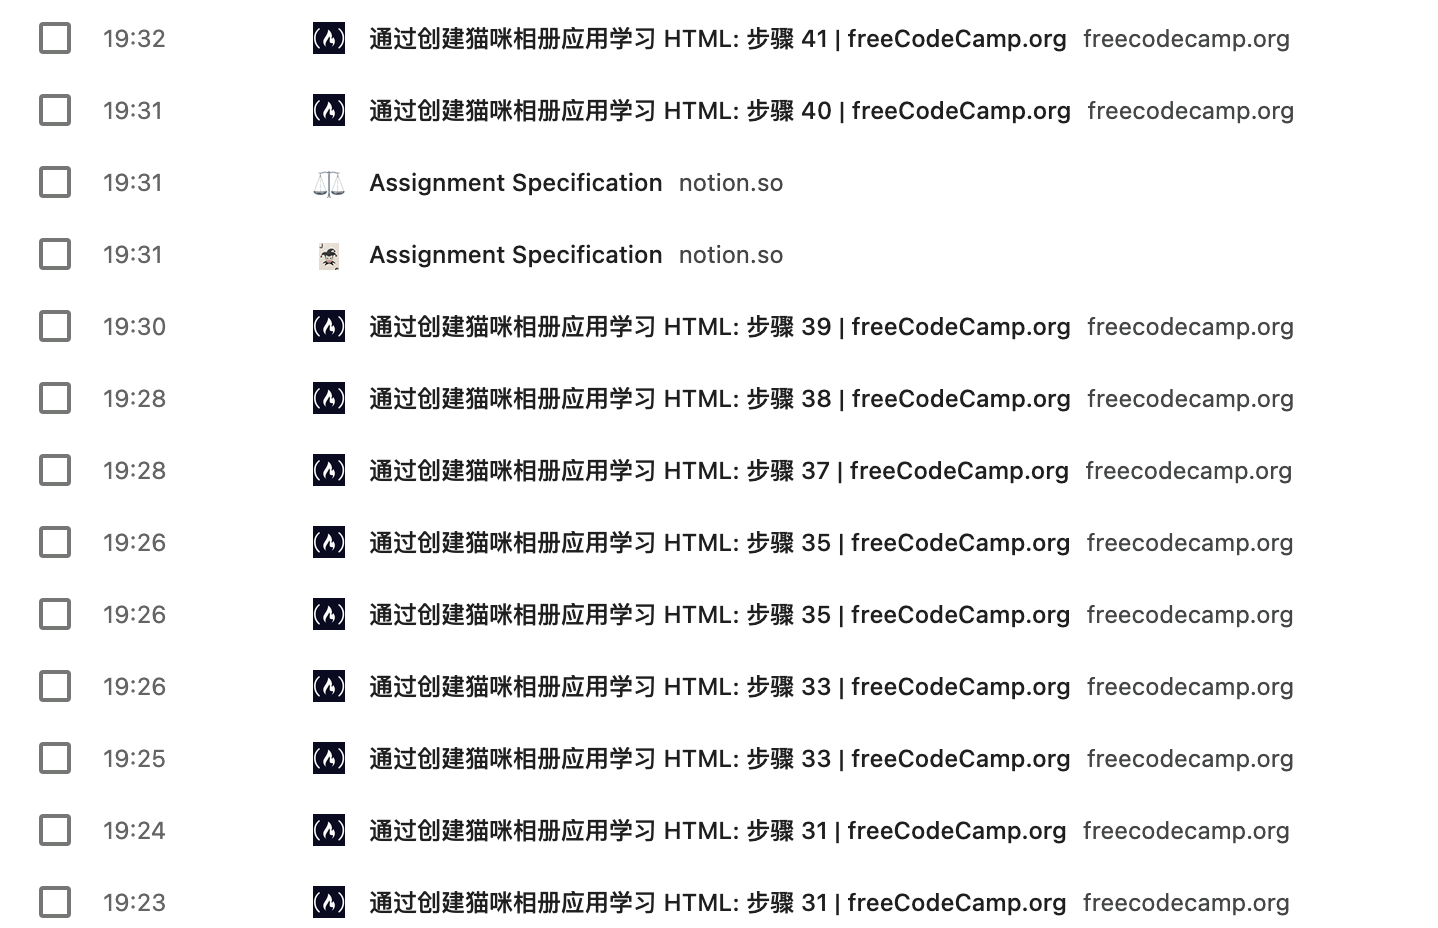 19:32 通过创建猫咪相册应用学习 HTML: 步骤 41 | freeCodeCamp.org freecodecamp.org
19:31 通过创建猫咪相册应用学习 HTML: 步骤 40 | freeCodeCamp.org freecodecamp.org
19:31 Assignment Specification notion.so
19:31 Assignment Specification notion.so
19:30 通过创建猫咪相册应用学习 HTML: 步骤 39 | freeCodeCamp.org freecodecamp.org
19:28 通过创建猫咪相册应用学习 HTML: 步骤 38 | freeCodeCamp.org freecodecamp.org
19:28 通过创建猫咪相册应用学习 HTML: 步骤 37 | freeCodeCamp.org freecodecamp.org
19:26 通过创建猫咪相册应用学习 HTML: 步骤 35 | freeCodeCamp.org freecodecamp.org
19:26 通过创建猫咪相册应用学习 HTML: 步骤 35 | freeCodeCamp.org freecodecamp.org
19:26 通过创建猫咪相册应用学习 HTML: 步骤 33 | freeCodeCamp.org freecodecamp.org
19:25 通过创建猫咪相册应用学习 HTML: 步骤 33 | freeCodeCamp.org freecodecamp.org
19:24 通过创建猫咪相册应用学习 HTML: 步骤 31 | freeCodeCamp.org freecodecamp.org
19:23 通过创建猫咪相册应用学习 HTML: 步骤 31 | freeCodeCamp.org freecodecamp.org